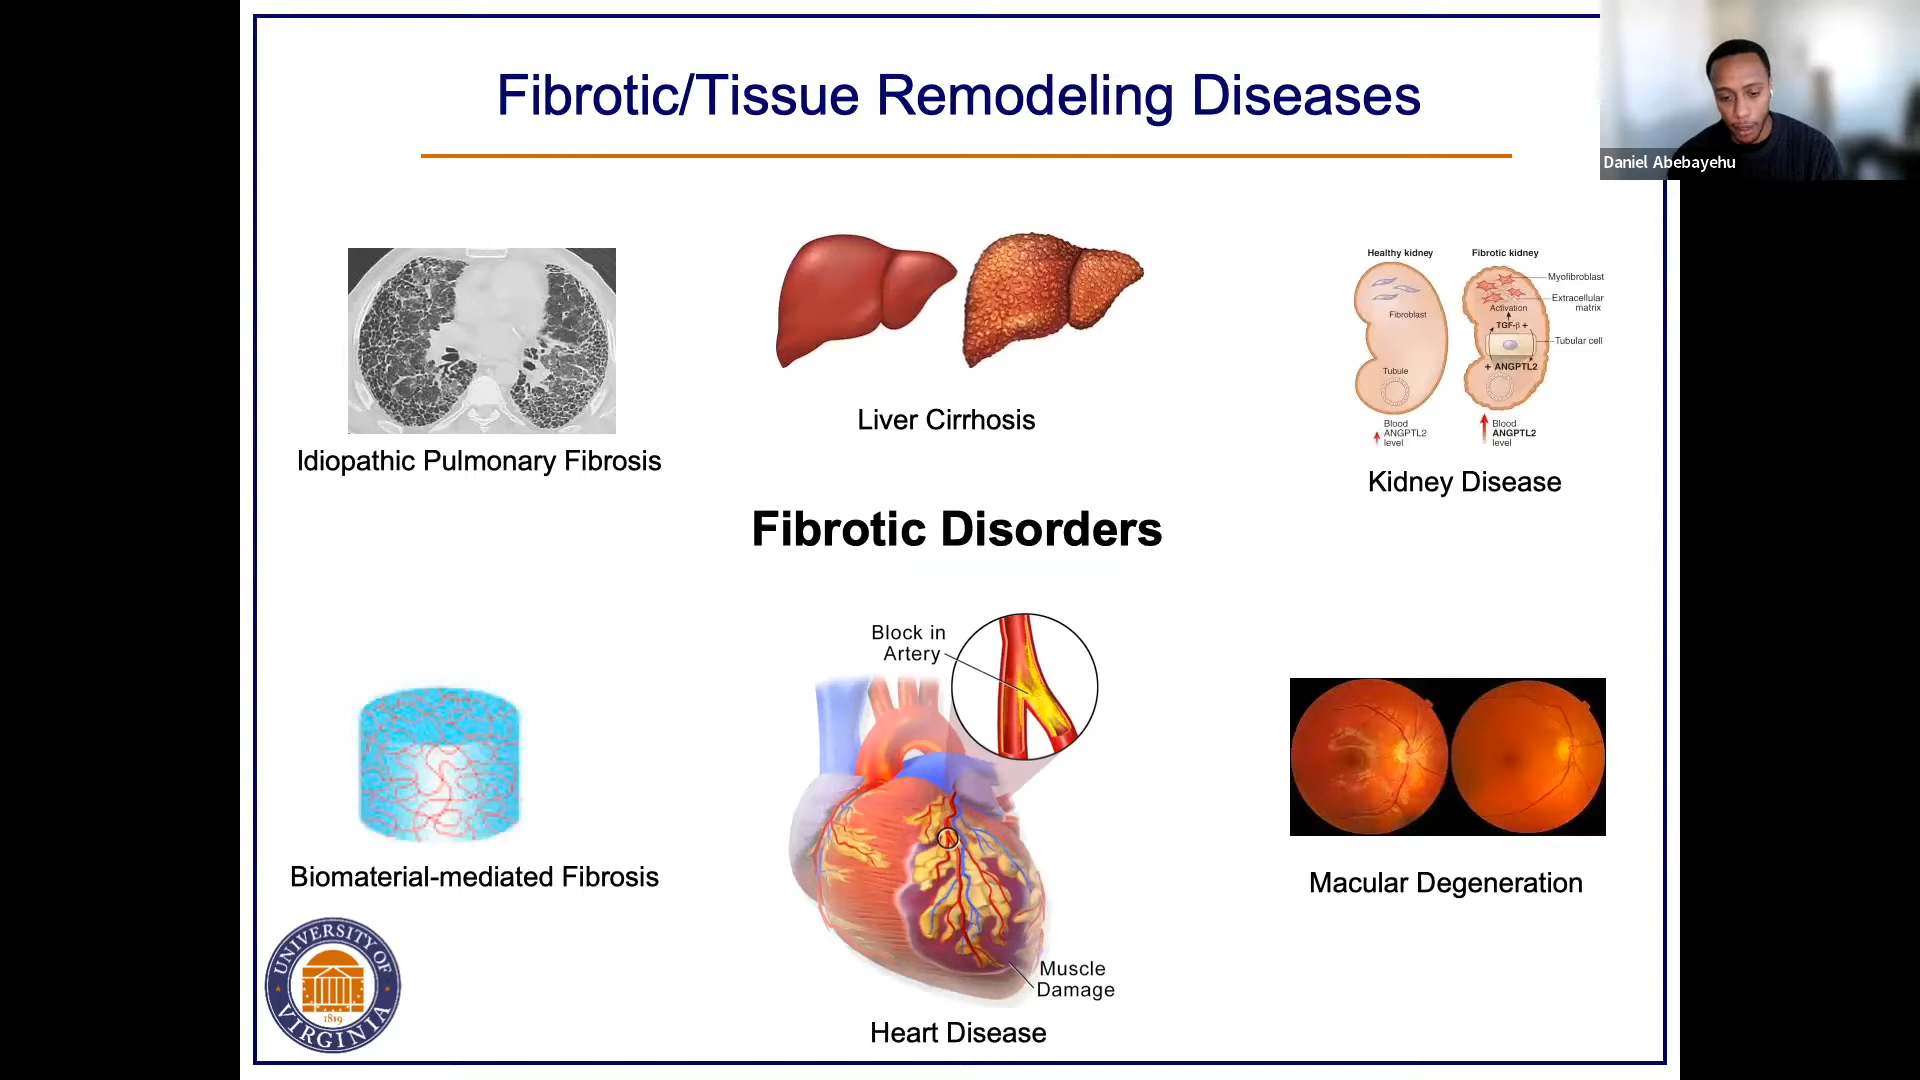 Fibrotic/Tissue Remodeling Diseases
Daniel Abebayehu
Idiopathic Pulmonary Fibrosis
Liver Cirrhosis
Healthy kidney
Fibroblast
Tubule
Blood
ANGPTL2
level
Fibrotic kidney
Myofibroblast
Extracellular
matrix
Activation
TGF-β +
Tubular cell
+ ANGPTL2
Blood
ANGPTL2
level
Kidney Disease
Fibrotic Disorders
Biomaterial-mediated Fibrosis
Block in
Artery
Muscle
Damage
Heart Disease
Macular Degeneration
UNIVERSITY OF
VIRGINIA
1819